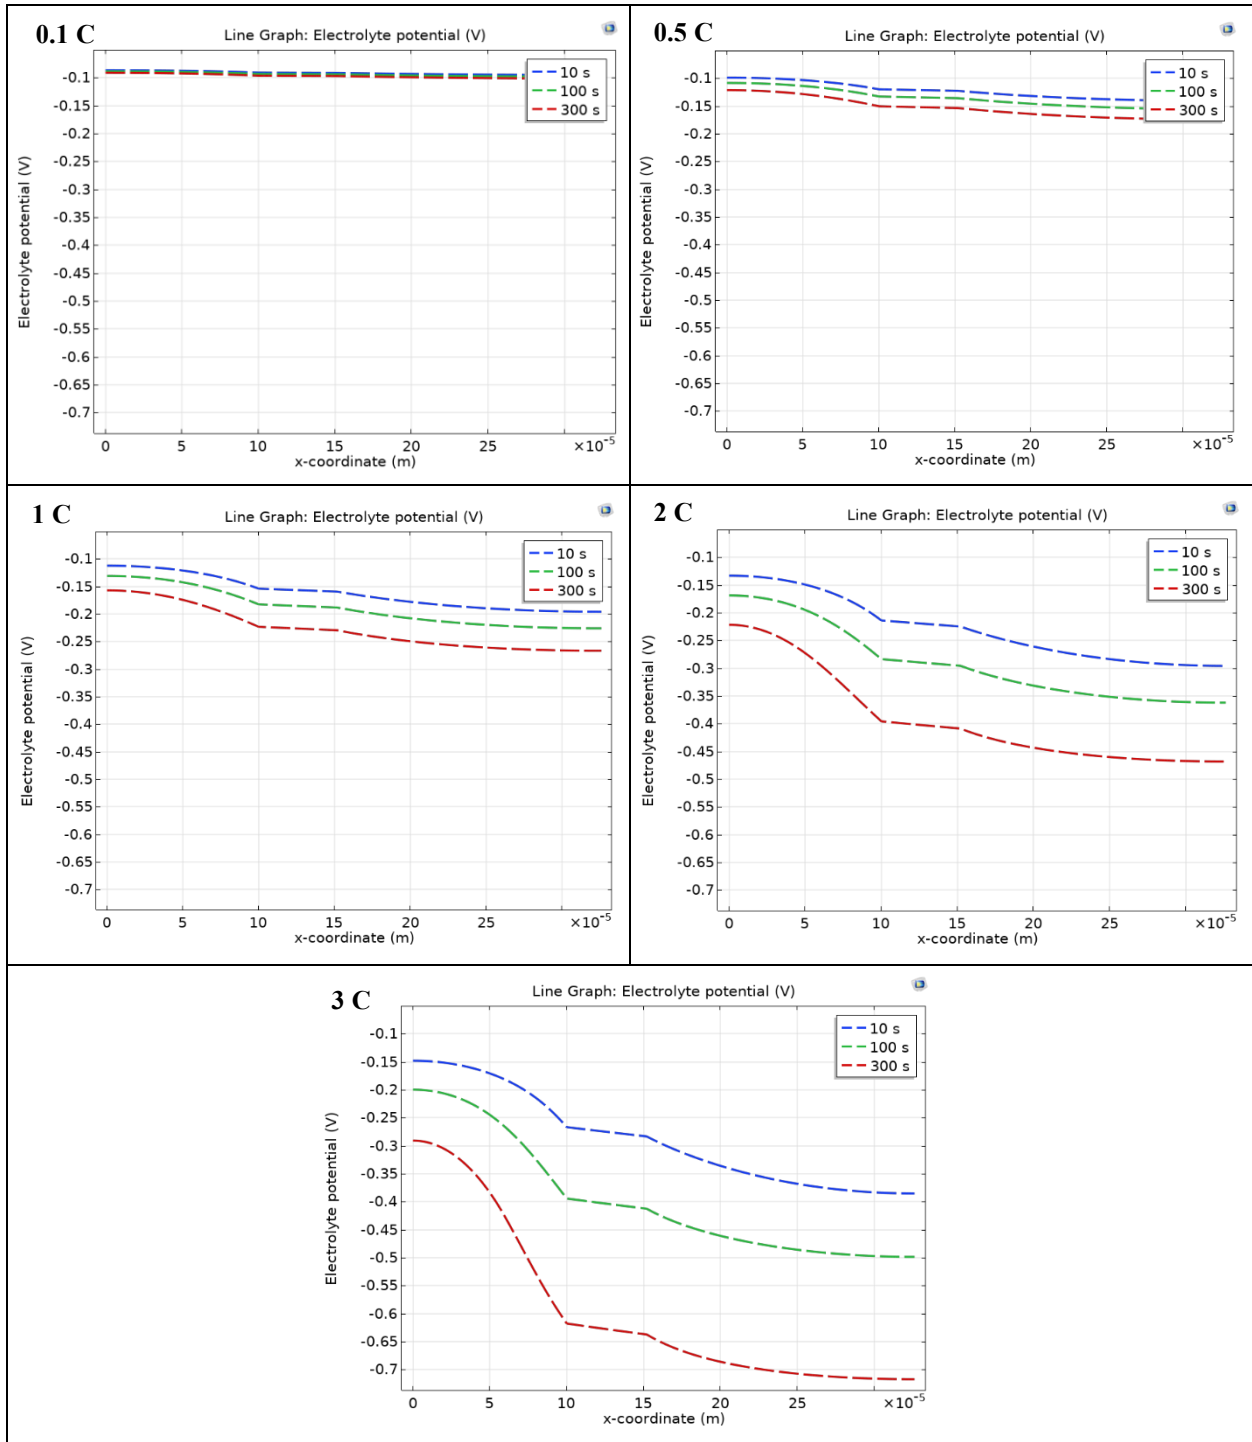 0.1 C
Line Graph: Electrolyte potential (V)
10 s
100 s
300 s
-0.1
-0.15
-0.2
-0.25
-0.3
-0.35
-0.4
-0.45
-0.5
-0.55
-0.6
-0.65
-0.7
Electrolyte potential (V)
0 5 10 15 20 25 ×10⁻⁵
x-coordinate (m)
0.5 C
Line Graph: Electrolyte potential (V)
10 s
100 s
300 s
-0.1
-0.15
-0.2
-0.25
-0.3
-0.35
-0.4
-0.45
-0.5
-0.55
-0.6
-0.65
-0.7
Electrolyte potential (V)
0 5 10 15 20 25 ×10⁻⁵
x-coordinate (m)
1 C
Line Graph: Electrolyte potential (V)
10 s
100 s
300 s
-0.1
-0.15
-0.2
-0.25
-0.3
-0.35
-0.4
-0.45
-0.5
-0.55
-0.6
-0.65
-0.7
Electrolyte potential (V)
0 5 10 15 20 25 ×10⁻⁵
x-coordinate (m)
2 C
Line Graph: Electrolyte potential (V)
10 s
100 s
300 s
-0.1
-0.15
-0.2
-0.25
-0.3
-0.35
-0.4
-0.45
-0.5
-0.55
-0.6
-0.65
-0.7
Electrolyte potential (V)
0 5 10 15 20 25 ×10⁻⁵
x-coordinate (m)
3 C
Line Graph: Electrolyte potential (V)
10 s
100 s
300 s
-0.1
-0.15
-0.2
-0.25
-0.3
-0.35
-0.4
-0.45
-0.5
-0.55
-0.6
-0.65
-0.7
Electrolyte potential (V)
0 5 10 15 20 25 ×10⁻⁵
x-coordinate (m)